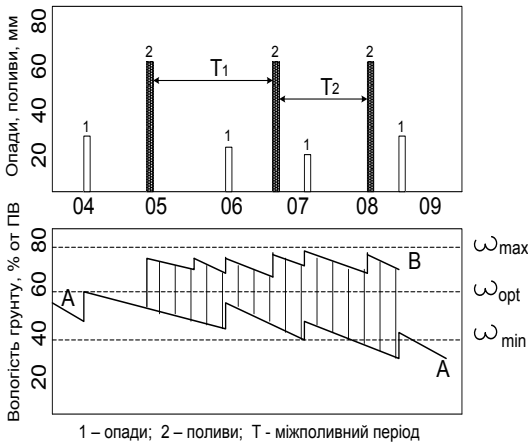 Опади, поливи, мм
80
60
40
20
2
2
2
T1
T2
1
1
1
1
04 05 06 07 08 09
Вологість грунту, % от ПВ
80
60
40
20
A
B
A
ωmax
ωopt
ω min
1 – опади; 2 – поливи; Т - міжполивний період